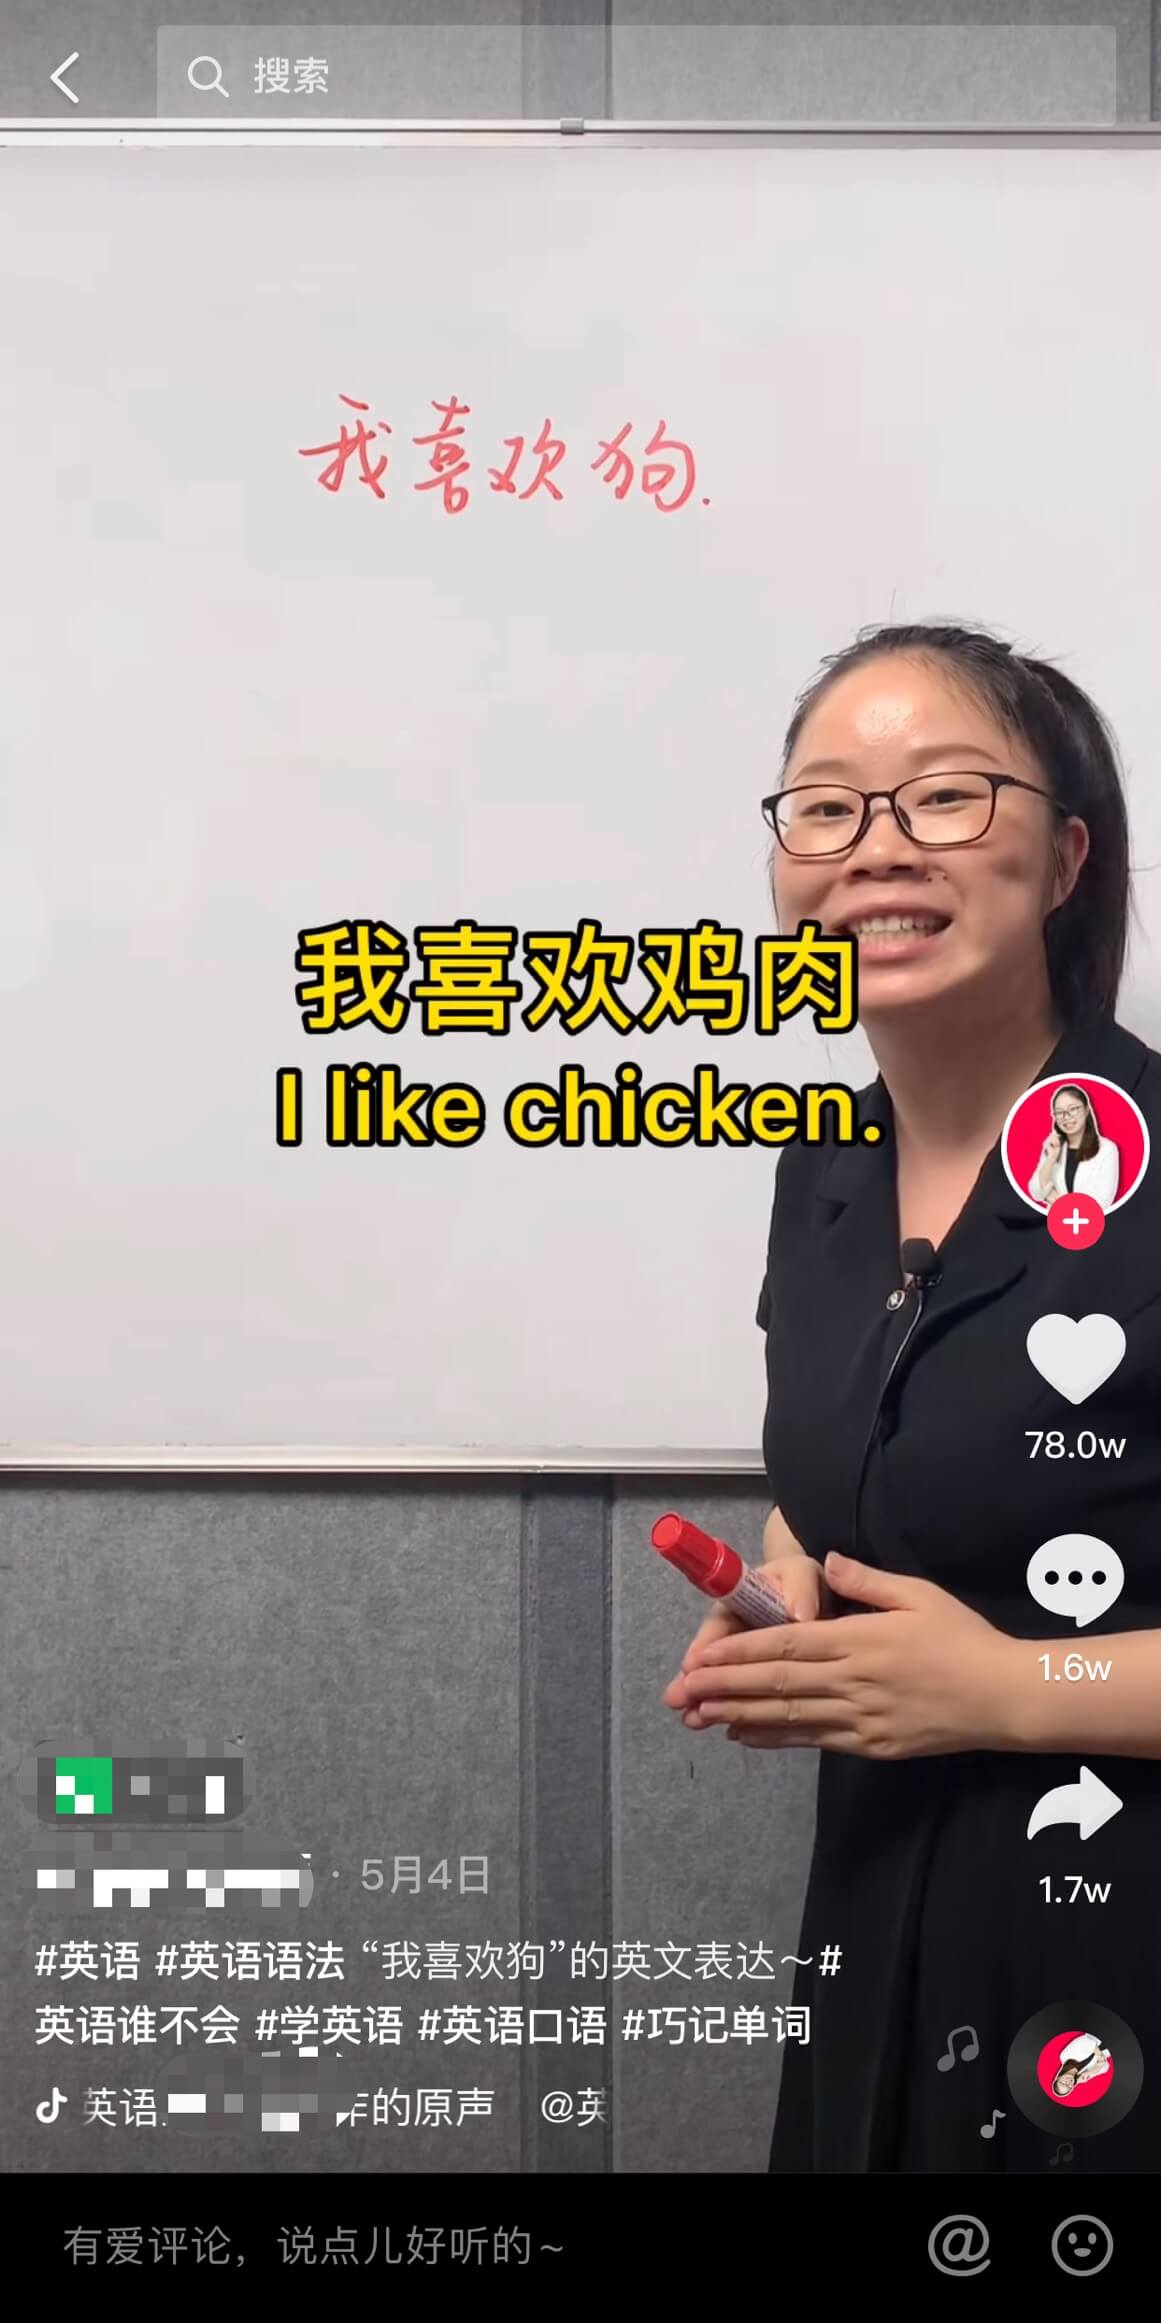 搜索
我喜欢狗.
我喜欢鸡肉
I like chicken.
78.0w
1.6w
1.7w
· 5月4日
#英语 #英语语法 “我喜欢狗”的英文表达～#
英语谁不会 #学英语 #英语口语 #巧记单词
英语 的原声 @英
有爱评论，说点儿好听的~